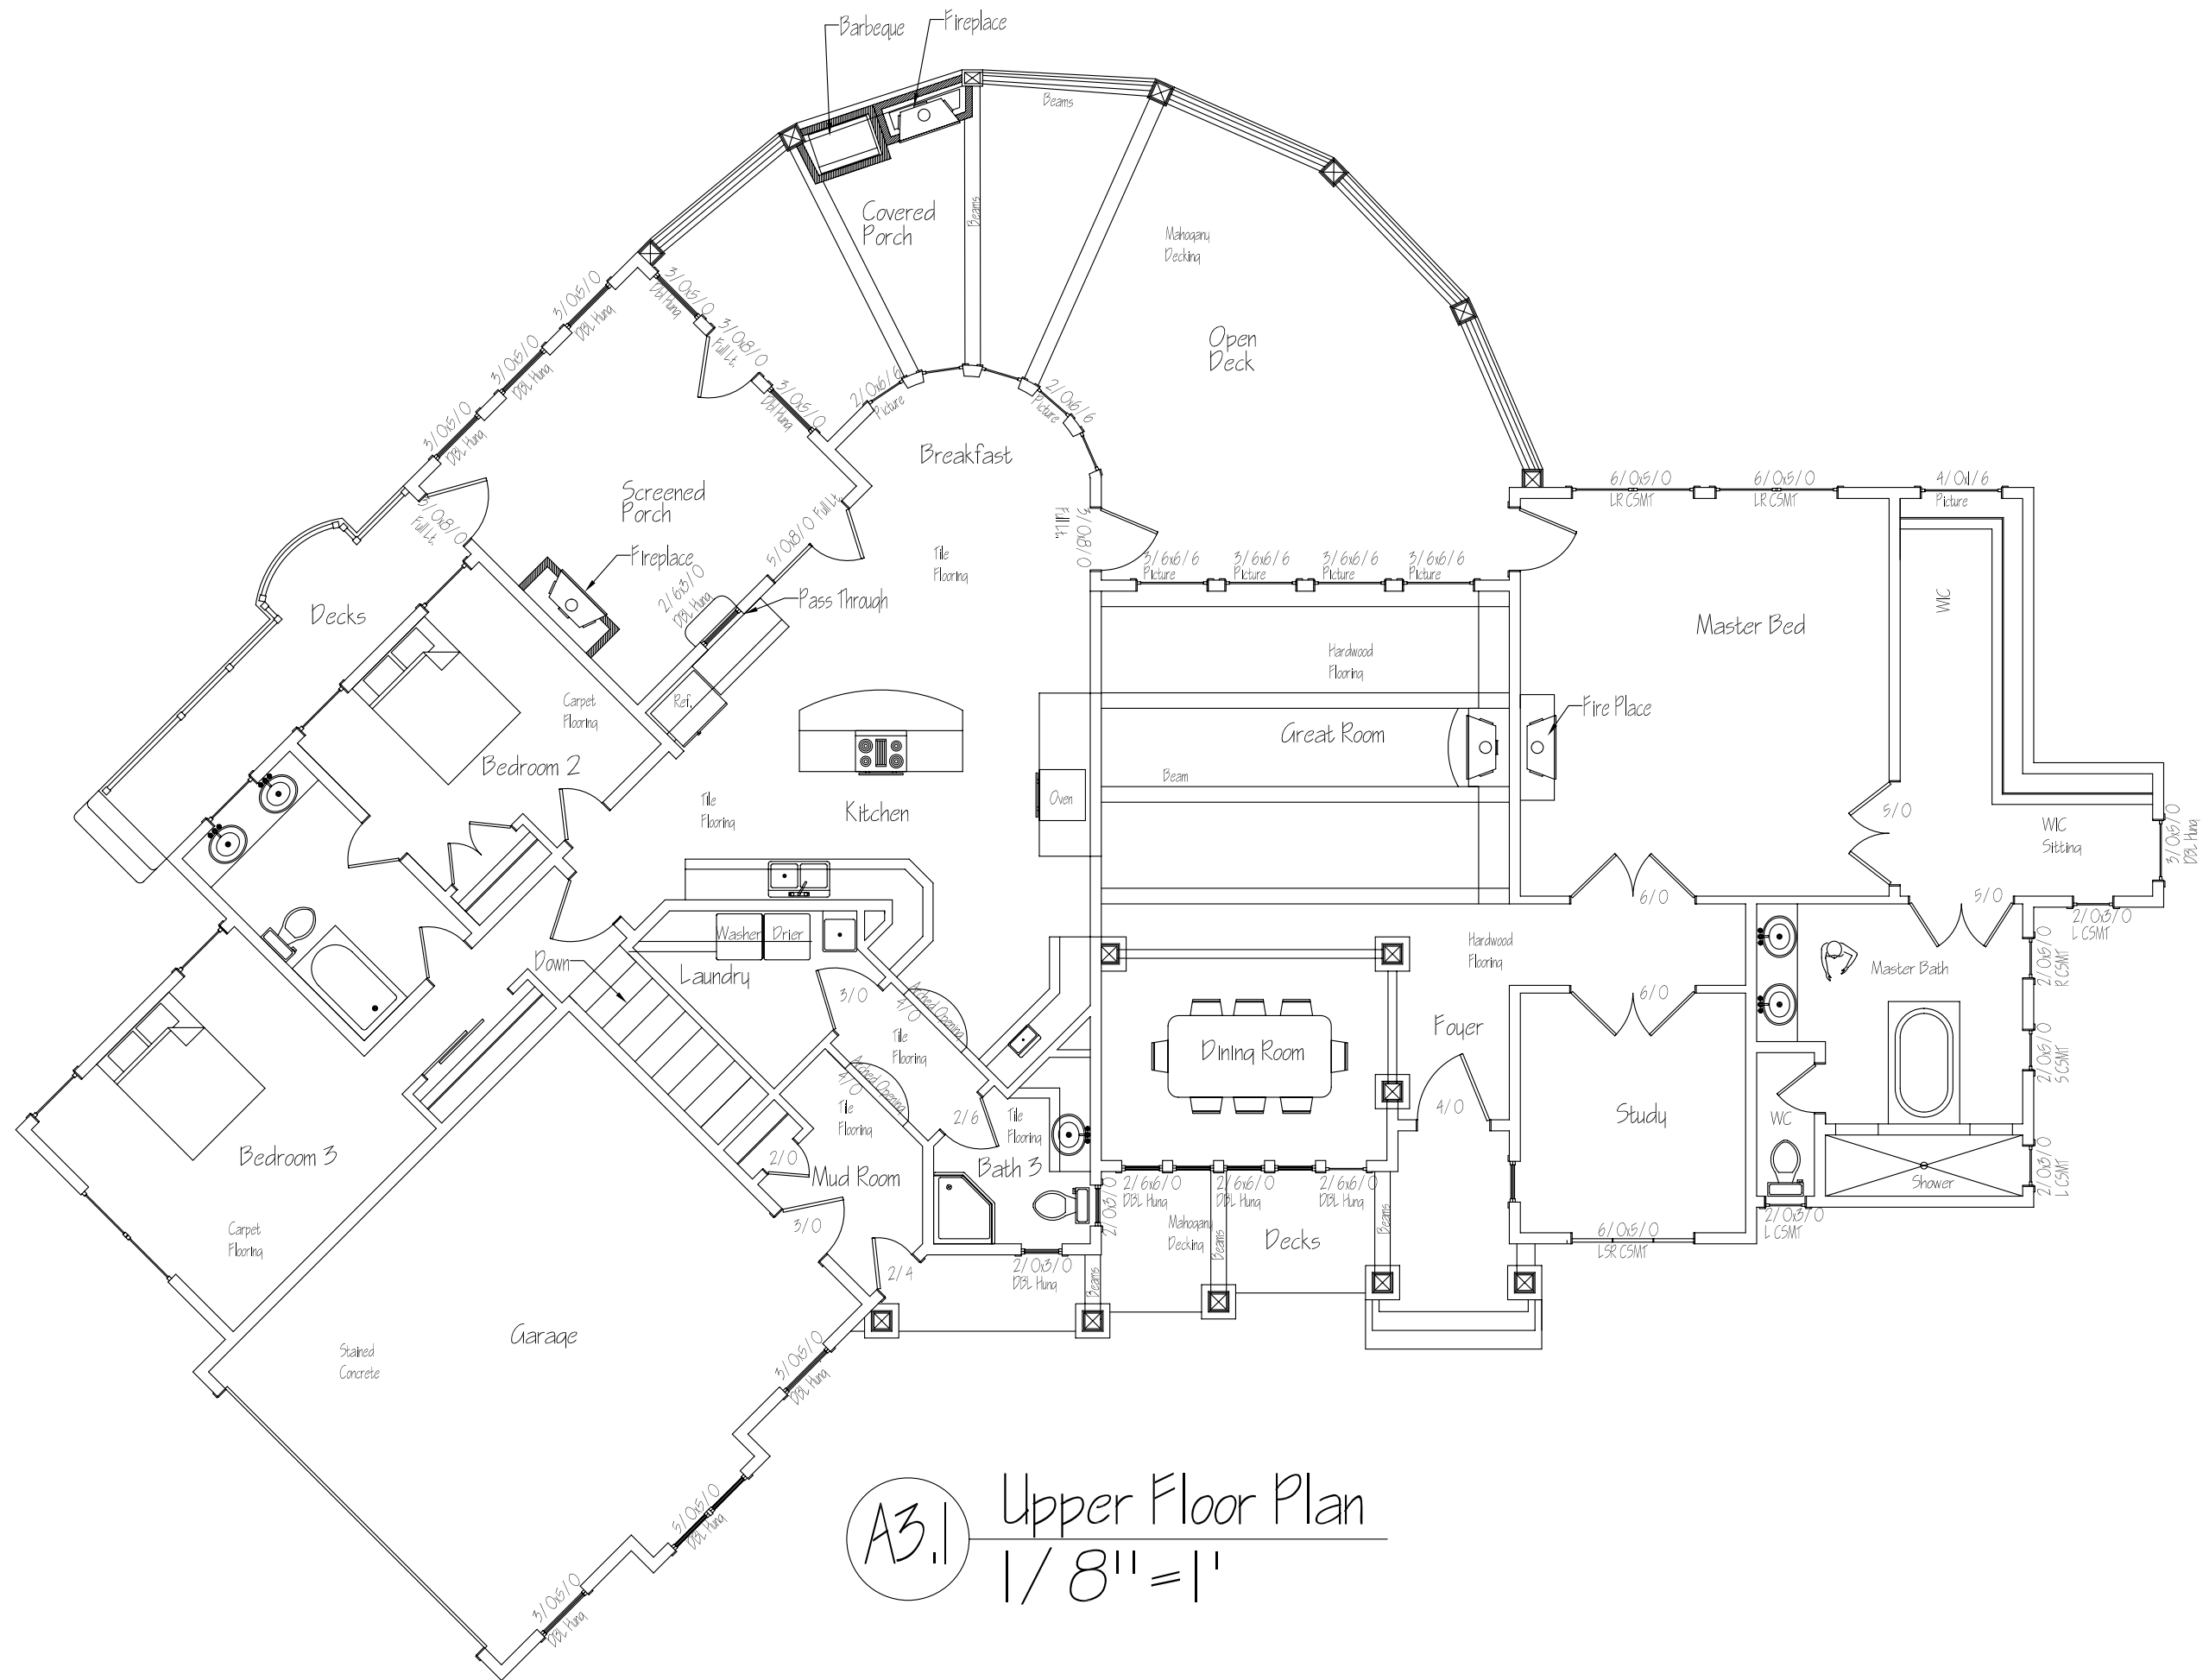 Barbeque
Fireplace
Beams
Covered
Porch
Beams
Mahogany
Decking
Open
Deck
3/0x5/0
DBL Hung
3/0x5/0
DBL Hung
3/0x5/0
DBL Hung
3/0x5/0
Dbl Hung
3/0x8/0
Full Lt.
3/0x5/0
Dbl Hung
2/0x6/6
Picture
2/0x6/6
Picture
Breakfast
Screened
Porch
3/0x8/0
Full Lt.
5/0x8/0 Full Lt.
3/0x8/0
Full Lt.
6/0x5/0
LR CSMT
6/0x5/0
LR CSMT
4/0x1/6
Picture
Tile
Flooring
Fireplace
2/6x3/0
DBL Hung
Pass Through
3/6x6/6
Picture
3/6x6/6
Picture
3/6x6/6
Picture
3/6x6/6
Picture
Decks
WIC
Master Bed
Hardwood
Flooring
Carpet
Flooring
Ref.
Fire Place
Great Room
Bedroom 2
Beam
Tile
Flooring
Kitchen
Oven
5/0
WIC
Sitting
3/0x5/0
DBL Hung
6/0
5/0
2/0x3/0
L CSMT
Washer
Drier
Down
Laundry
Hardwood
Flooring
Master Bath
2/0x5/0
R CSMT
3/0
Arched Opening
4/0
6/0
Tile
Flooring
Foyer
Dining Room
2/0x5/0
S CSMT
Arched Opening
4/0
Tile
Flooring
2/6
Tile
Flooring
4/0
Study
WC
Bedroom 3
2/0
Mud Room
Bath 3
2/0x3/0
2/6x6/0
DBL Hung
2/6x6/0
DBL Hung
2/6x6/0
DBL Hung
Shower
2/0x3/0
L CSMT
Carpet
Flooring
3/0
Mahogany
Decking
Beams
Decks
Beams
6/0x5/0
LSR CSMT
2/0x3/0
L CSMT
2/4
2/0x3/0
DBL Hung
Beams
Garage
Stained
Concrete
3/0x5/0
DBL Hung
5/0x5/0
DBL Hung
3/0x5/0
DBL Hung
A3.1
Upper Floor Plan
1/8"=1'